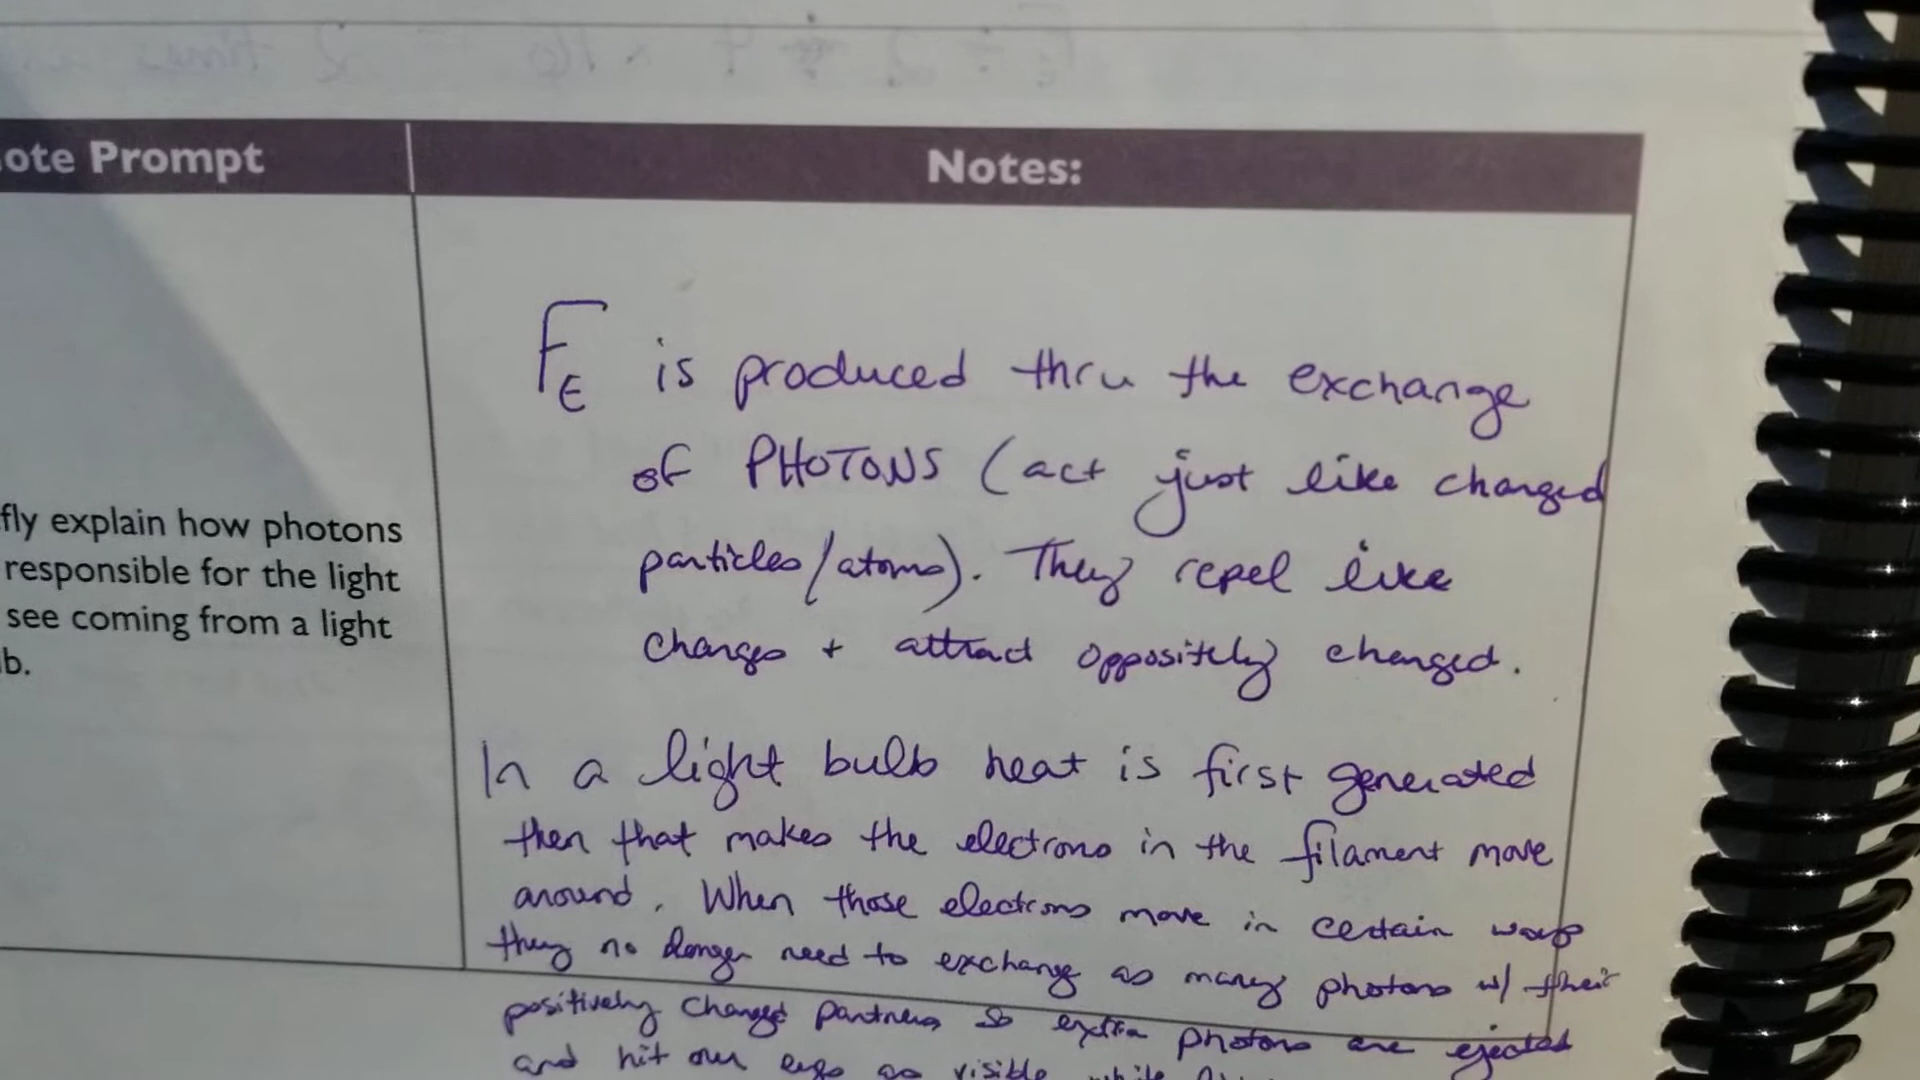 ote Prompt
Notes:
fly explain how photons
responsible for the light
see coming from a light
b.
FE is produced thru the exchange
of PHOTONS (act just like charged
particles/atoms). They repel like
charges + attract oppositely charged.
In a light bulb heat is first generated
then that makes the electrons in the filament move
around. When those electrons move in certain ways
they no longer need to exchange as many photons w/ their
positively charged partners so extra photons are ejected
and hit our eyes as visible white